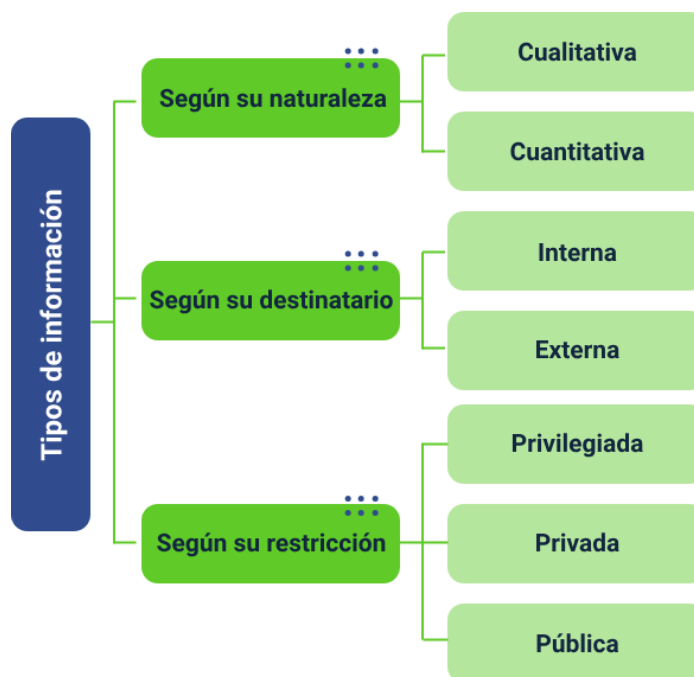 Tipos de información
Según su naturaleza
Cualitativa
Cuantitativa
Según su destinatario
Interna
Externa
Según su restricción
Privilegiada
Privada
Pública